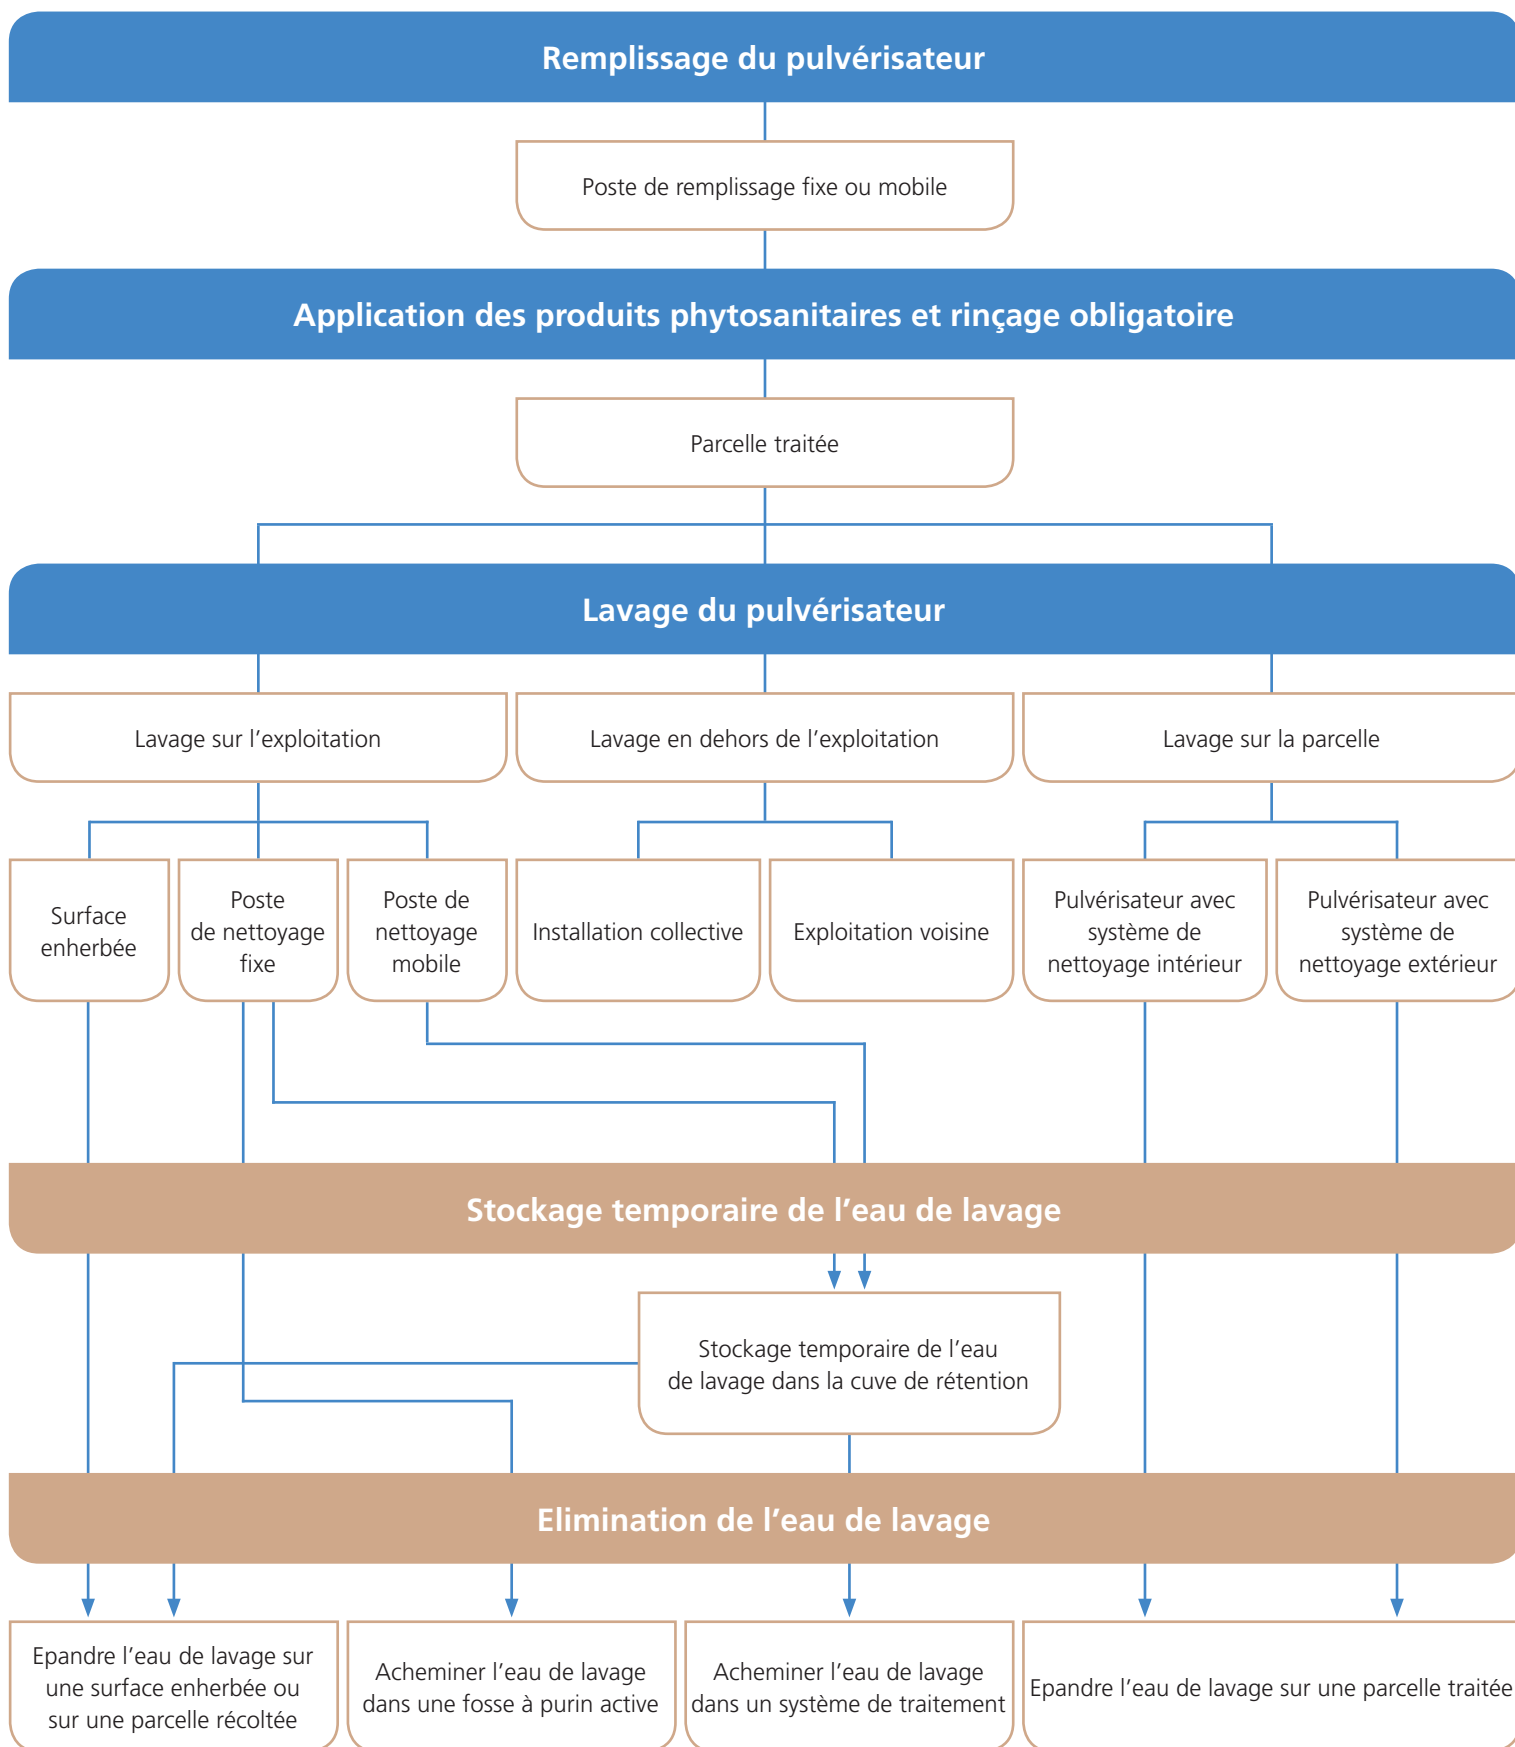 Remplissage du pulvérisateur
Poste de remplissage fixe ou mobile
Application des produits phytosanitaires et rinçage obligatoire
Parcelle traitée
Lavage du pulvérisateur
Lavage sur l’exploitation
Lavage en dehors de l’exploitation
Lavage sur la parcelle
Surface
enherbée
Poste
de nettoyage
fixe
Poste de
nettoyage
mobile
Installation collective
Exploitation voisine
Pulvérisateur avec
système de
nettoyage intérieur
Pulvérisateur avec
système de
nettoyage extérieur
Stockage temporaire de l’eau de lavage
Stockage temporaire de l’eau
de lavage dans la cuve de rétention
Elimination de l’eau de lavage
Epandre l’eau de lavage sur
une surface enherbée ou
sur une parcelle récoltée
Acheminer l’eau de lavage
dans une fosse à purin active
Acheminer l’eau de lavage
dans un système de traitement
Epandre l’eau de lavage sur une parcelle traitée